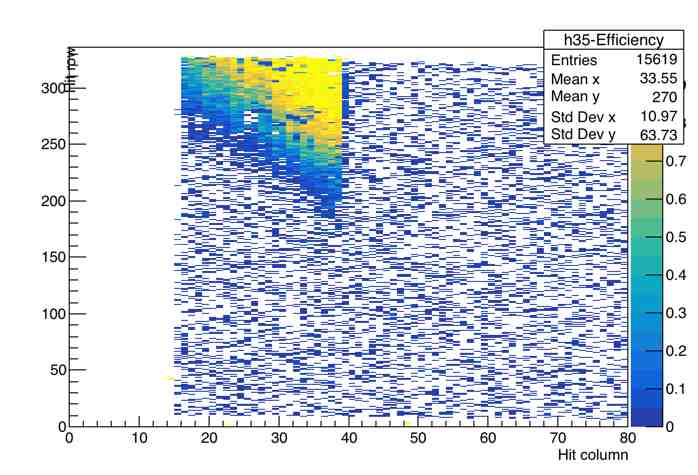 h35-Efficiency
Entries 15619
Mean x 33.55
Mean y 270
Std Dev x 10.97
Std Dev y 63.73
300
250
200
150
100
50
0
0 10 20 30 40 50 60 70 80
Hit column
0.7
0.6
0.5
0.4
0.3
0.2
0.1
0